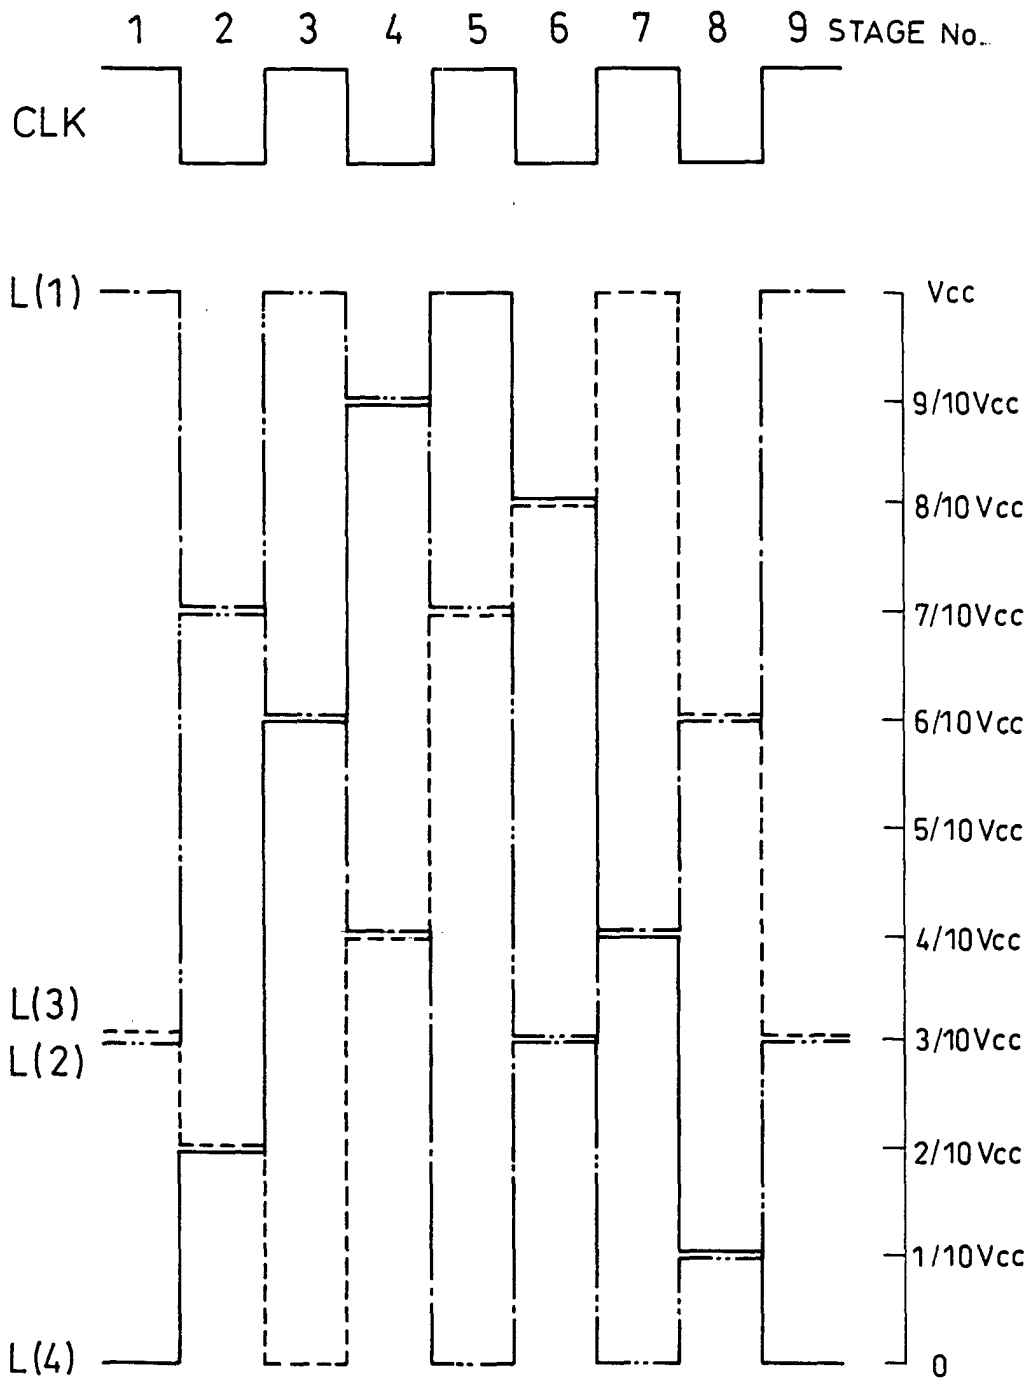 1 2 3 4 5 6 7 8 9 STAGE No.
CLK
L(1)
Vcc
9/10Vcc
8/10Vcc
7/10Vcc
6/10Vcc
5/10Vcc
4/10Vcc
L(3)
3/10Vcc
L(2)
2/10Vcc
1/10Vcc
L(4)
0